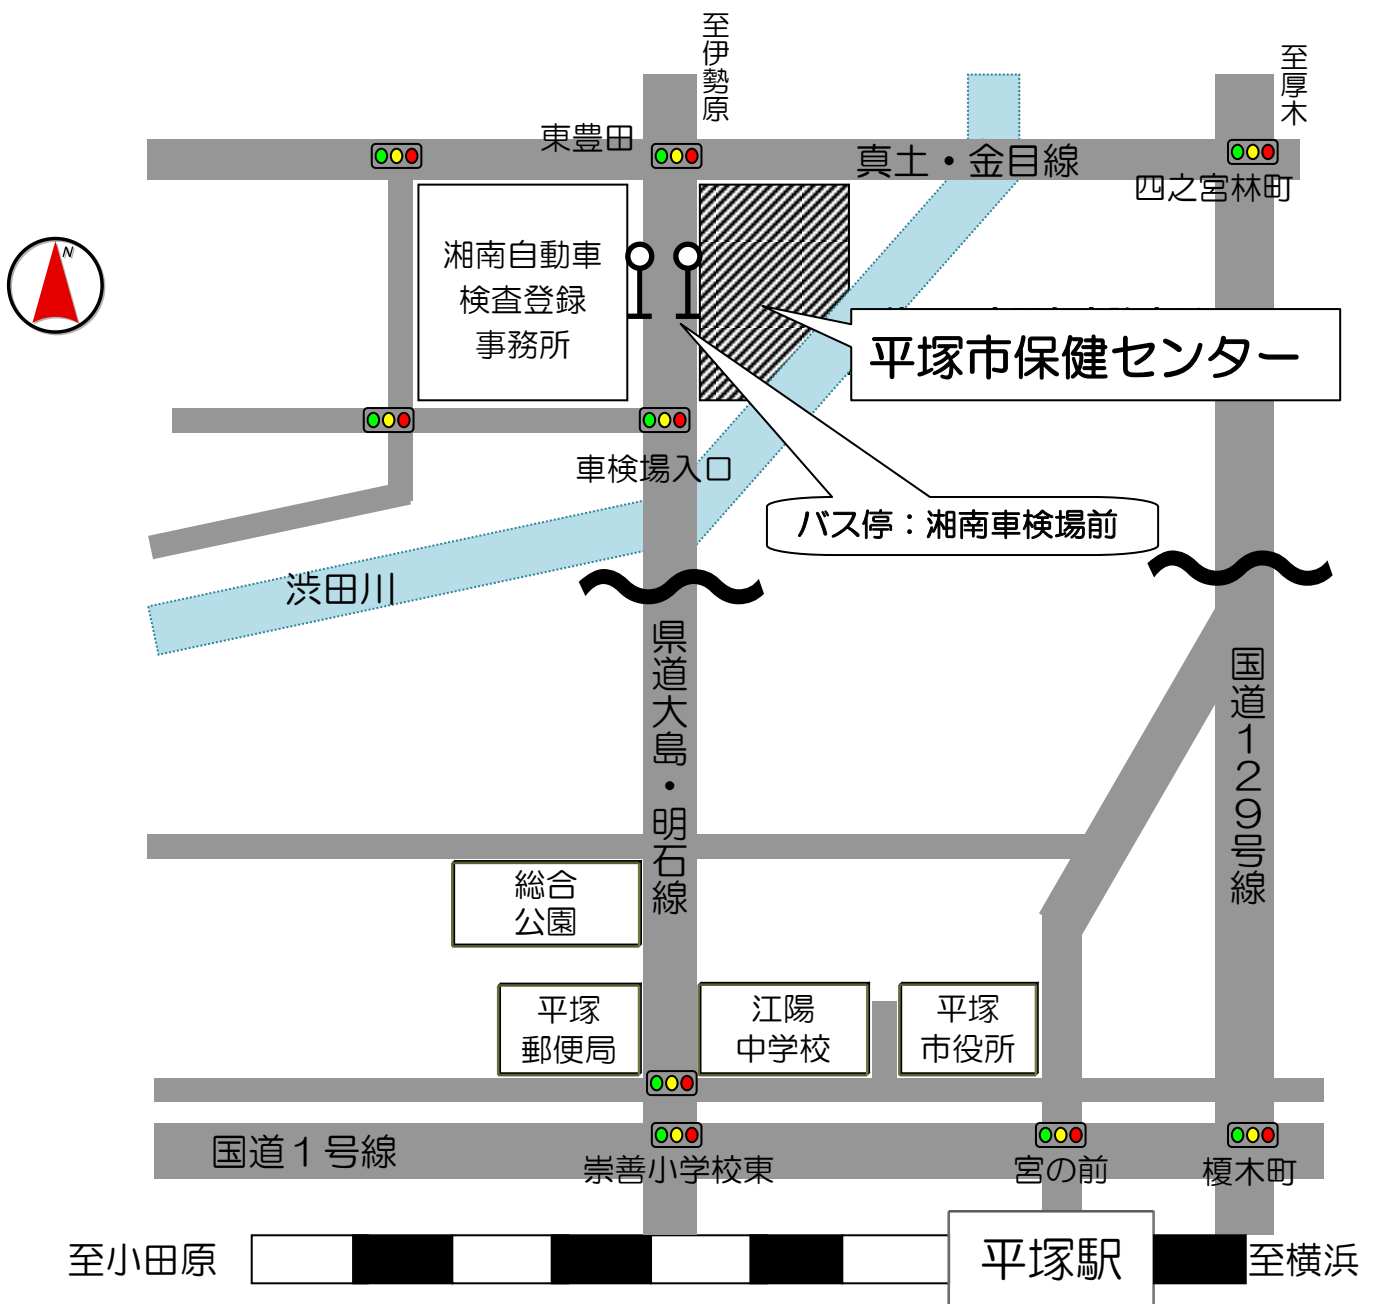 至伊勢原
至厚木
東豊田
真土・金目線
四之宮林町
N
湘南自動車
検査登録
事務所
平塚市保健センター
車検場入口
バス停：湘南車検場前
渋田川
県道大島・明石線
国道１２９号線
総合
公園
平塚
郵便局
江陽
中学校
平塚
市役所
国道１号線
崇善小学校東
宮の前
榎木町
至小田原
平塚駅
至横浜